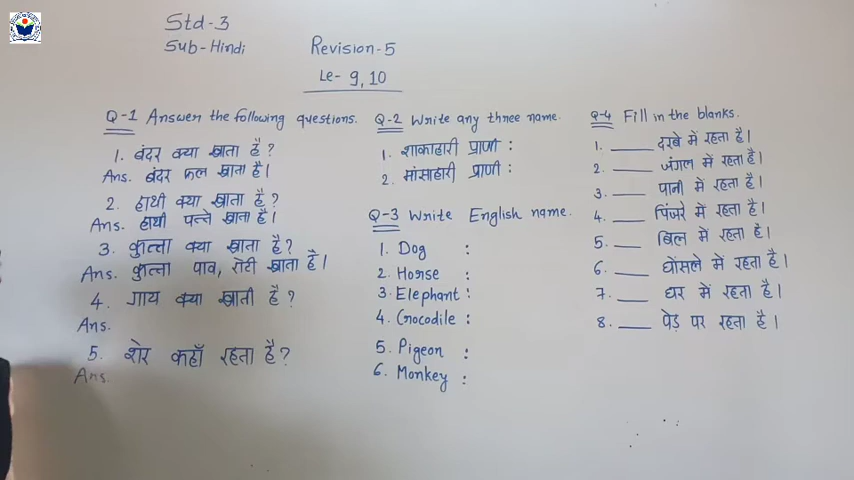 Std-3
Sub-Hindi
Revision-5
Le- 9,10
Q-1 Answer the following questions.
1. बंदर क्या खाता है?
Ans. बंदर फल खाता है।
2. हाथी क्या खाता है?
Ans. हाथी पत्ते खाता है।
3. कुत्ता क्या खाता है?
Ans. कुत्ता पाव, रोटी खाता है।
4. गाय क्या खाती है?
Ans.
5. शेर कहाँ रहता है?
Ans.
Q-2 Write any three name.
1. शाकाहारी प्राणी :
2. मांसाहारी प्राणी :
Q-3 Write English name.
1. Dog :
2. Horse :
3. Elephant :
4. Crocodile :
5. Pigeon :
6. Monkey :
Q-4 Fill in the blanks.
1. ____ दरबे में रहता है।
2. ____ जंगल में रहता है।
3. ____ पानी में रहता है।
4. ____ पिंजरे में रहता है।
5. ____ बिल में रहता है।
6. ____ घोंसले में रहता है।
7. ____ घर में रहता है।
8. ____ पेड़ पर रहता है।